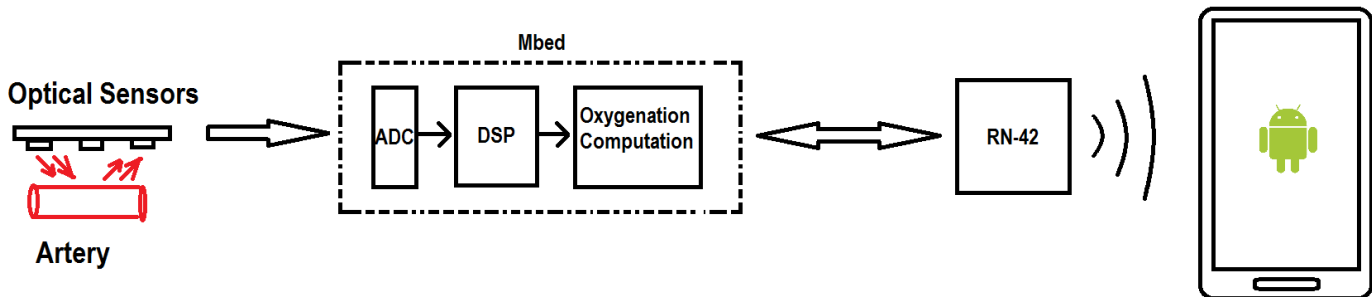 Mbed
Optical Sensors
ADC
DSP
Oxygenation
Computation
RN-42
Artery